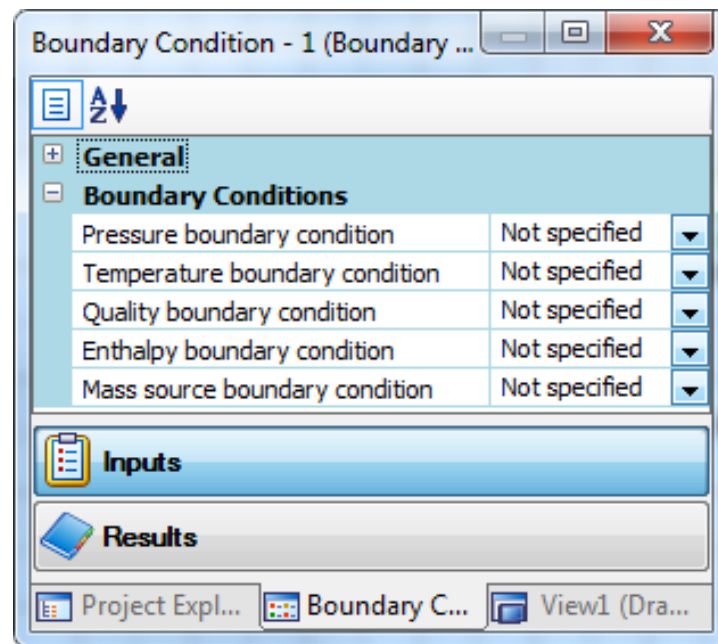 Boundary Condition - 1 (Boundary ...
General
Boundary Conditions
Pressure boundary condition Not specified
Temperature boundary condition Not specified
Quality boundary condition Not specified
Enthalpy boundary condition Not specified
Mass source boundary condition Not specified
Inputs
Results
Project Expl... Boundary C... View1 (Dra...